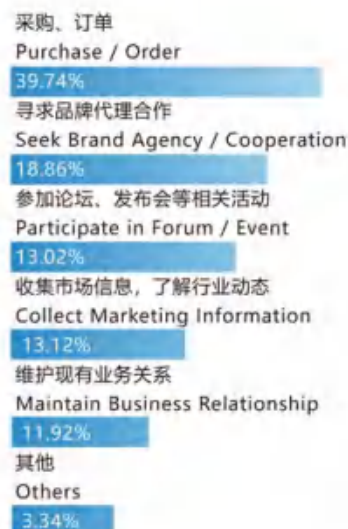 采购、订单
Purchase / Order
39.74%
寻求品牌代理合作
Seek Brand Agency / Cooperation
18.86%
参加论坛、发布会等相关活动
Participate in Forum / Event
13.02%
收集市场信息，了解行业动态
Collect Marketing Information
13.12%
维护现有业务关系
Maintain Business Relationship
11.92%
其他
Others
3.34%